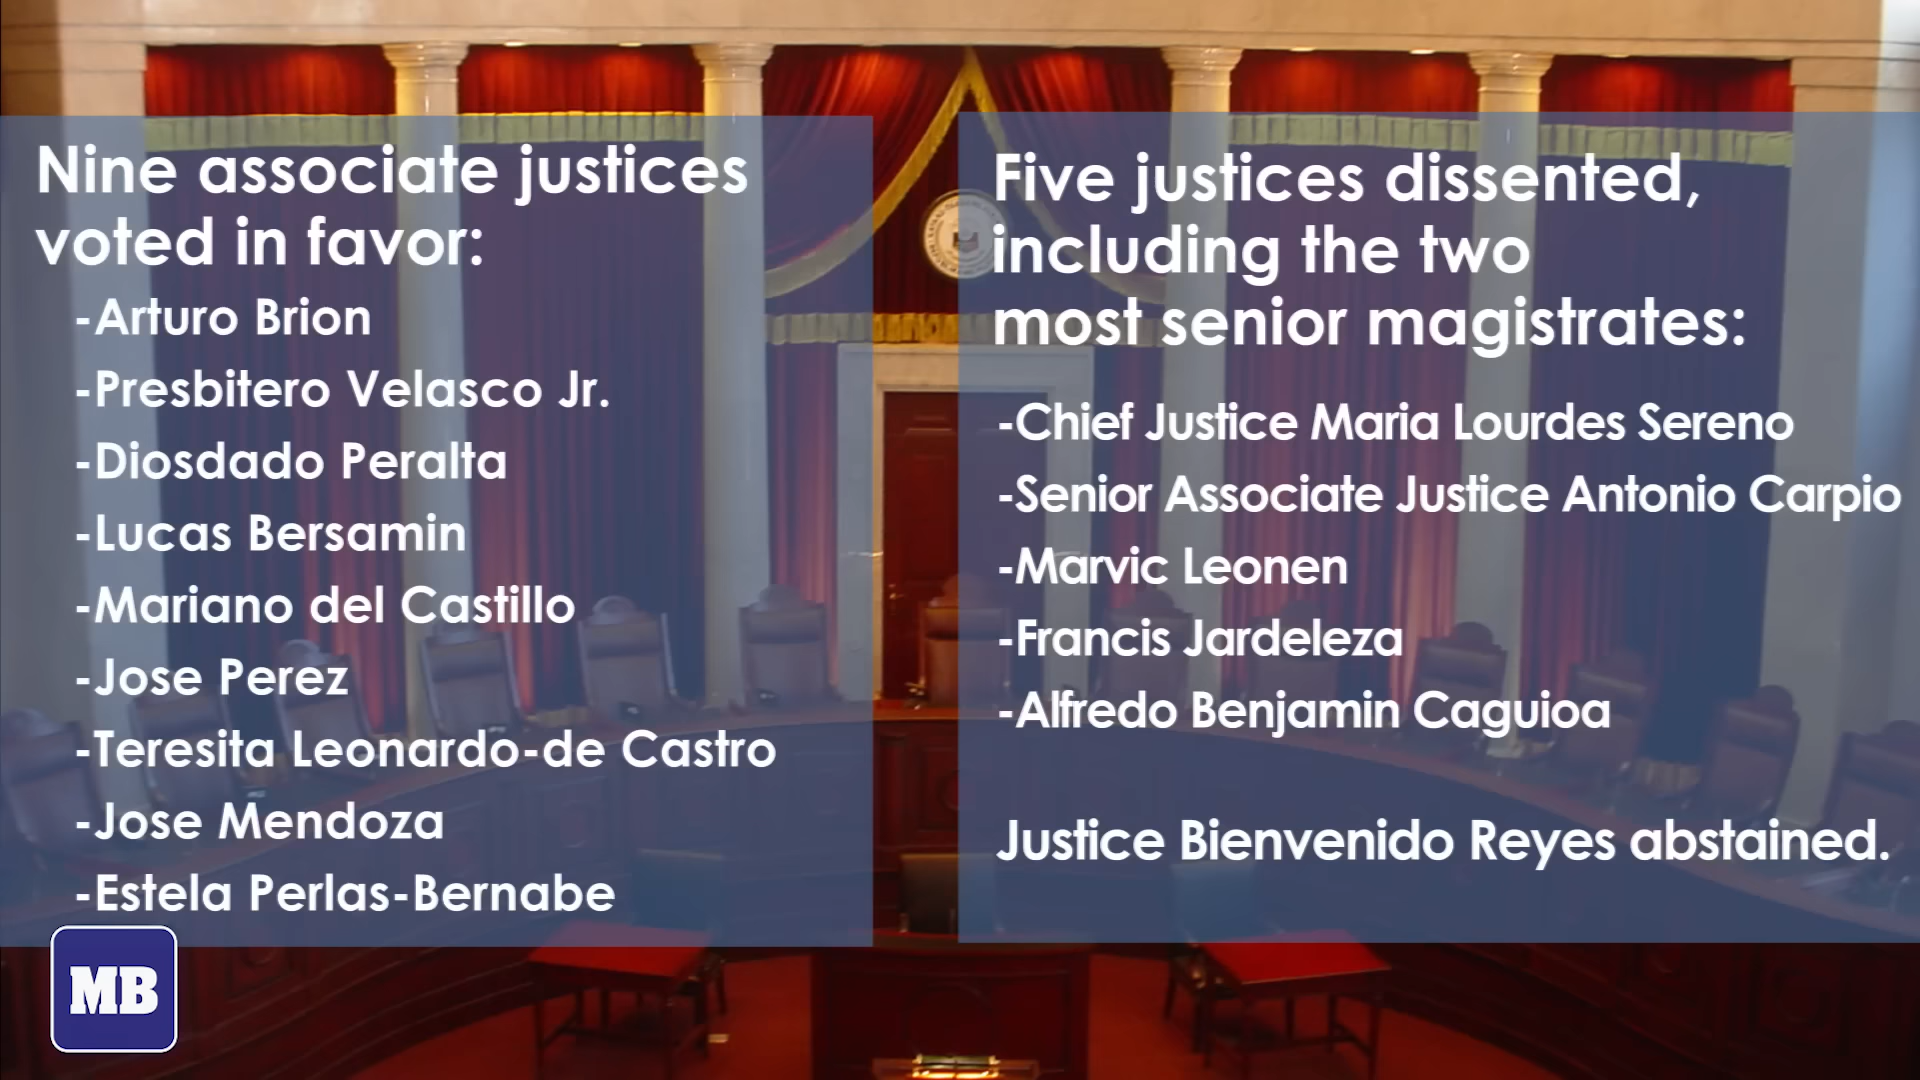 Nine associate justices
voted in favor:
-Arturo Brion
-Presbitero Velasco Jr.
-Diosdado Peralta
-Lucas Bersamin
-Mariano del Castillo
-Jose Perez
-Teresita Leonardo-de Castro
-Jose Mendoza
-Estela Perlas-Bernabe
MB
Five justices dissented,
including the two
most senior magistrates:
-Chief Justice Maria Lourdes Sereno
-Senior Associate Justice Antonio Carpio
-Marvic Leonen
-Francis Jardeleza
-Alfredo Benjamin Caguioa
Justice Bienvenido Reyes abstained.